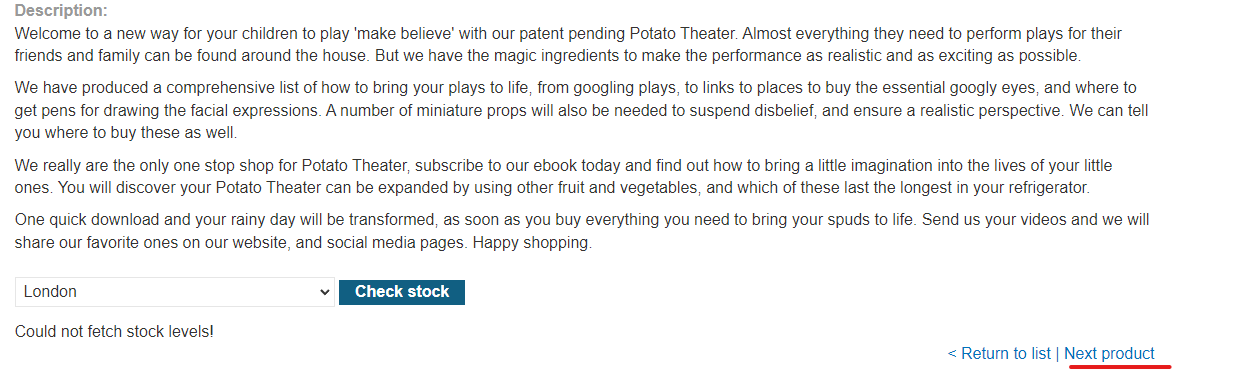 Description:
Welcome to a new way for your children to play 'make believe' with our patent pending Potato Theater. Almost everything they need to perform plays for their
friends and family can be found around the house. But we have the magic ingredients to make the performance as realistic and as exciting as possible.
We have produced a comprehensive list of how to bring your plays to life, from googling plays, to links to places to buy the essential googly eyes, and where to
get pens for drawing the facial expressions. A number of miniature props will also be needed to suspend disbelief, and ensure a realistic perspective. We can tell
you where to buy these as well.
We really are the only one stop shop for Potato Theater, subscribe to our ebook today and find out how to bring a little imagination into the lives of your little
ones. You will discover your Potato Theater can be expanded by using other fruit and vegetables, and which of these last the longest in your refrigerator.
One quick download and your rainy day will be transformed, as soon as you buy everything you need to bring your spuds to life. Send us your videos and we will
share our favorite ones on our website, and social media pages. Happy shopping.
London Check stock
Could not fetch stock levels!
< Return to list | Next product